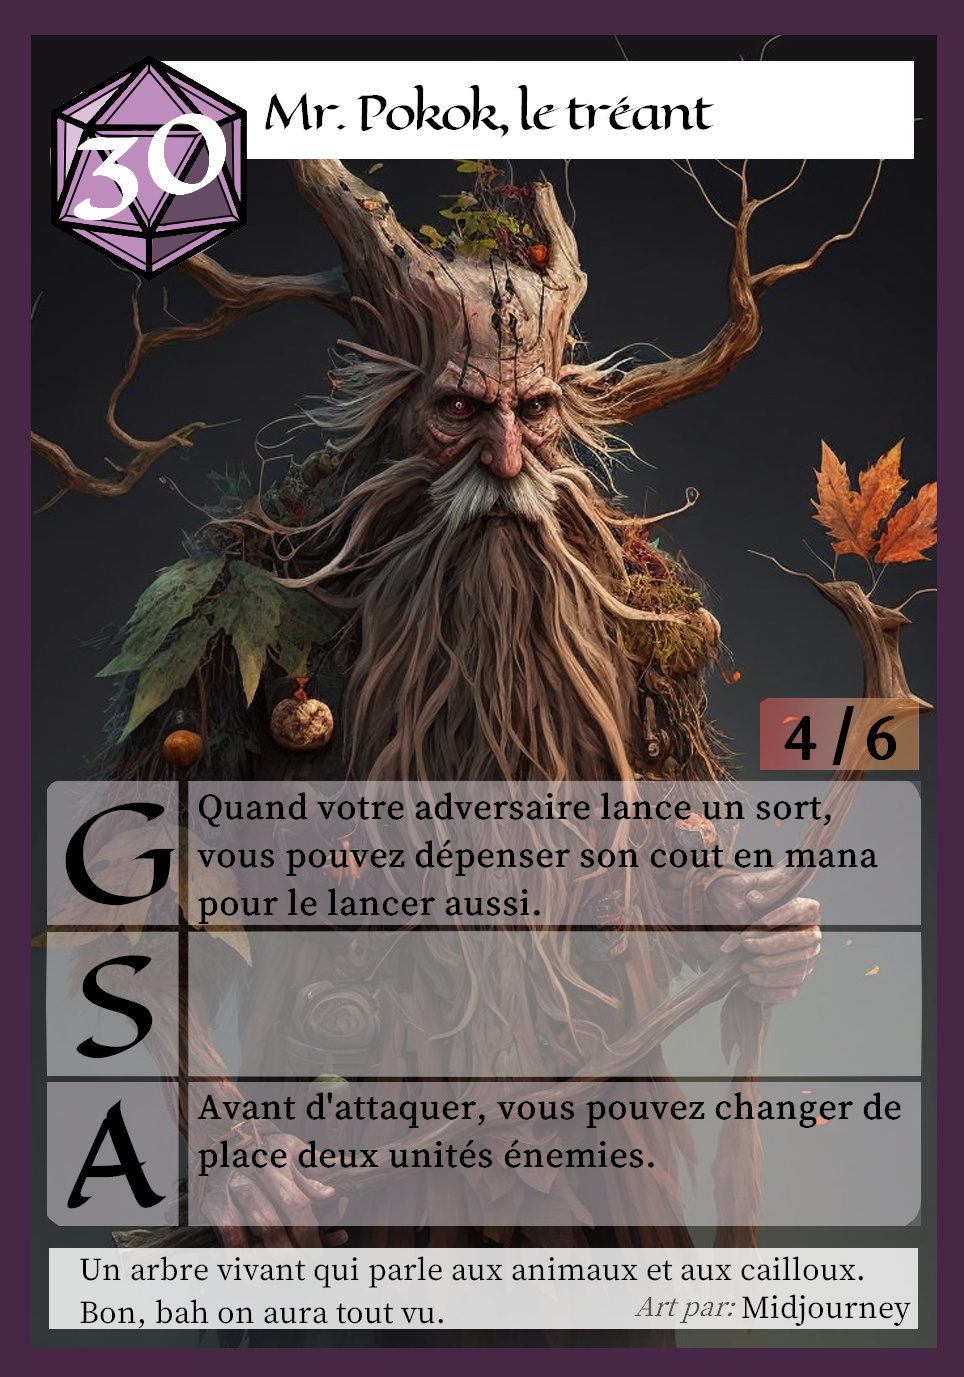 30
Mr. Pokok, le tréant
4/6
G
Quand votre adversaire lance un sort,
vous pouvez dépenser son cout en mana
pour le lancer aussi.
S
A
Avant d'attaquer, vous pouvez changer de
place deux unités énemies.
Un arbre vivant qui parle aux animaux et aux cailloux.
Bon, bah on aura tout vu.
Art par: Midjourney